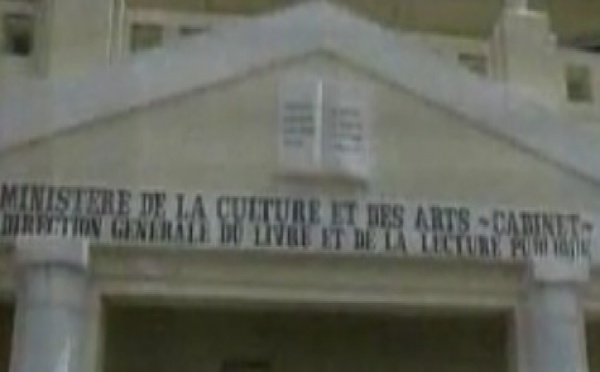 MINISTERE DE LA CULTURE ET DES ARTS ~CABINET~
DIRECTION GENERALE DU LIVRE ET DE LA LECTURE PUBLIQUE